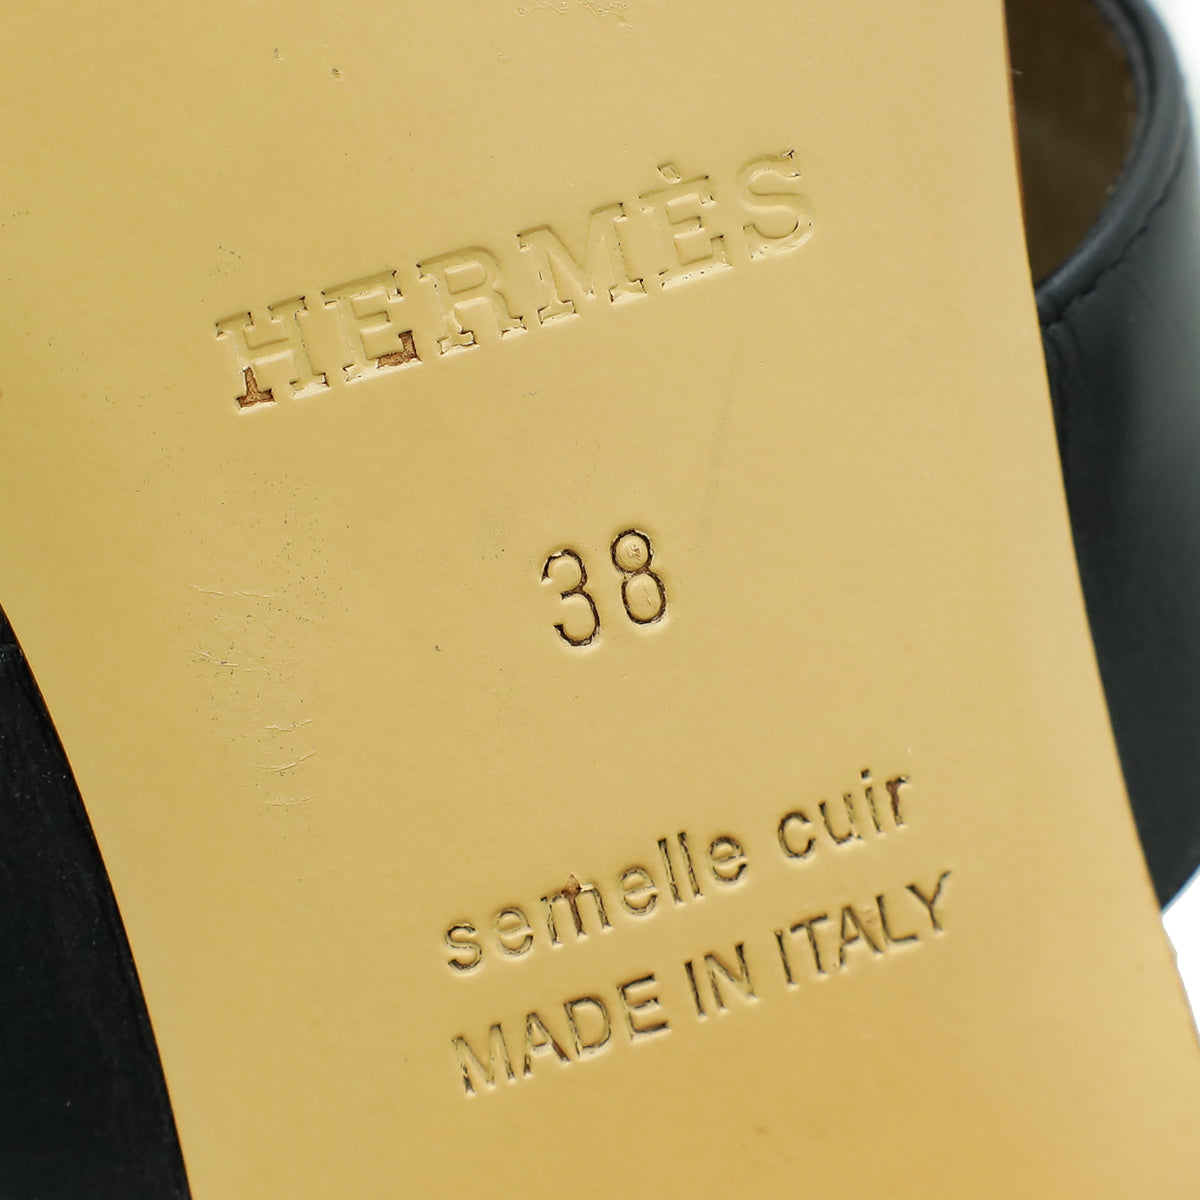 HERMÈS
38
semelle cuir
MADE IN ITALY